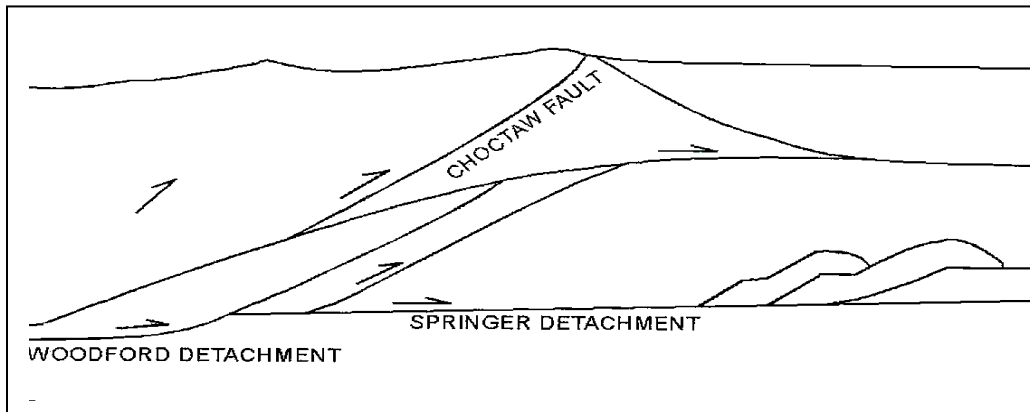 CHOCTAW FAULT
SPRINGER DETACHMENT
WOODFORD DETACHMENT